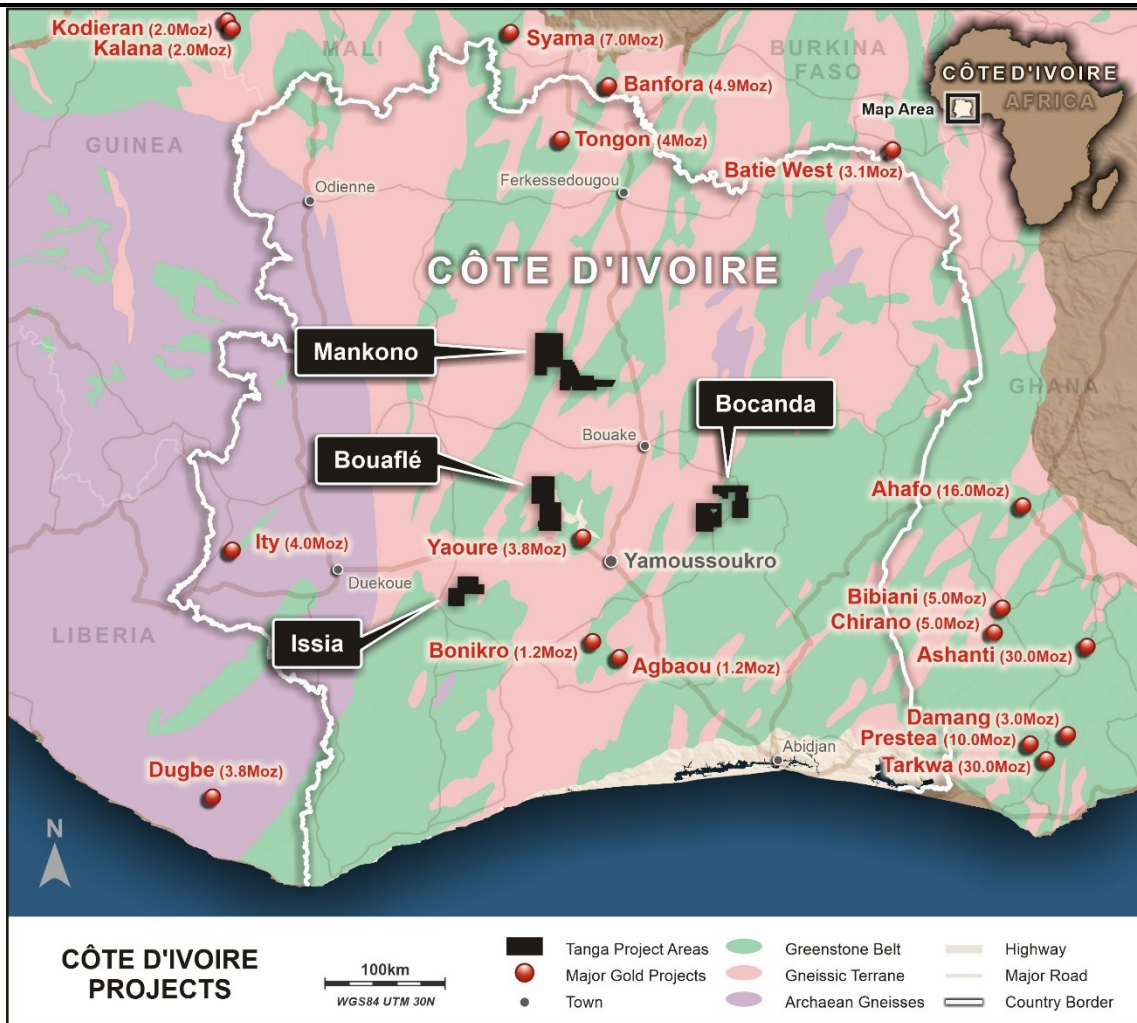 Kodieran (2.0Moz)
Kalana (2.0Moz)
MALI
Syama (7.0Moz)
BURKINA
FASO
CÔTE D'IVOIRE
AFRICA
Map Area
Banfora (4.9Moz)
GUINEA
Tongon (4Moz)
Batie West (3.1Moz)
Odienne
Ferkessedougou
CÔTE D'IVOIRE
Mankono
GHANA
Bocanda
Bouake
Bouaflé
Ahafo (16.0Moz)
Ity (4.0Moz)
Yaoure (3.8Moz)
Yamoussoukro
Duekoue
Bibiani (5.0Moz)
Chirano (5.0Moz)
LIBERIA
Issia
Bonikro (1.2Moz)
Agbaou (1.2Moz)
Ashanti (30.0Moz)
Damang (3.0Moz)
Prestea (10.0Moz)
Abidjan
Tarkwa (30.0Moz)
Dugbe (3.8Moz)
N
CÔTE D'IVOIRE
PROJECTS
100km
WGS84 UTM 30N
Tanga Project Areas
Major Gold Projects
Town
Greenstone Belt
Gneissic Terrane
Archaean Gneisses
Highway
Major Road
Country Border